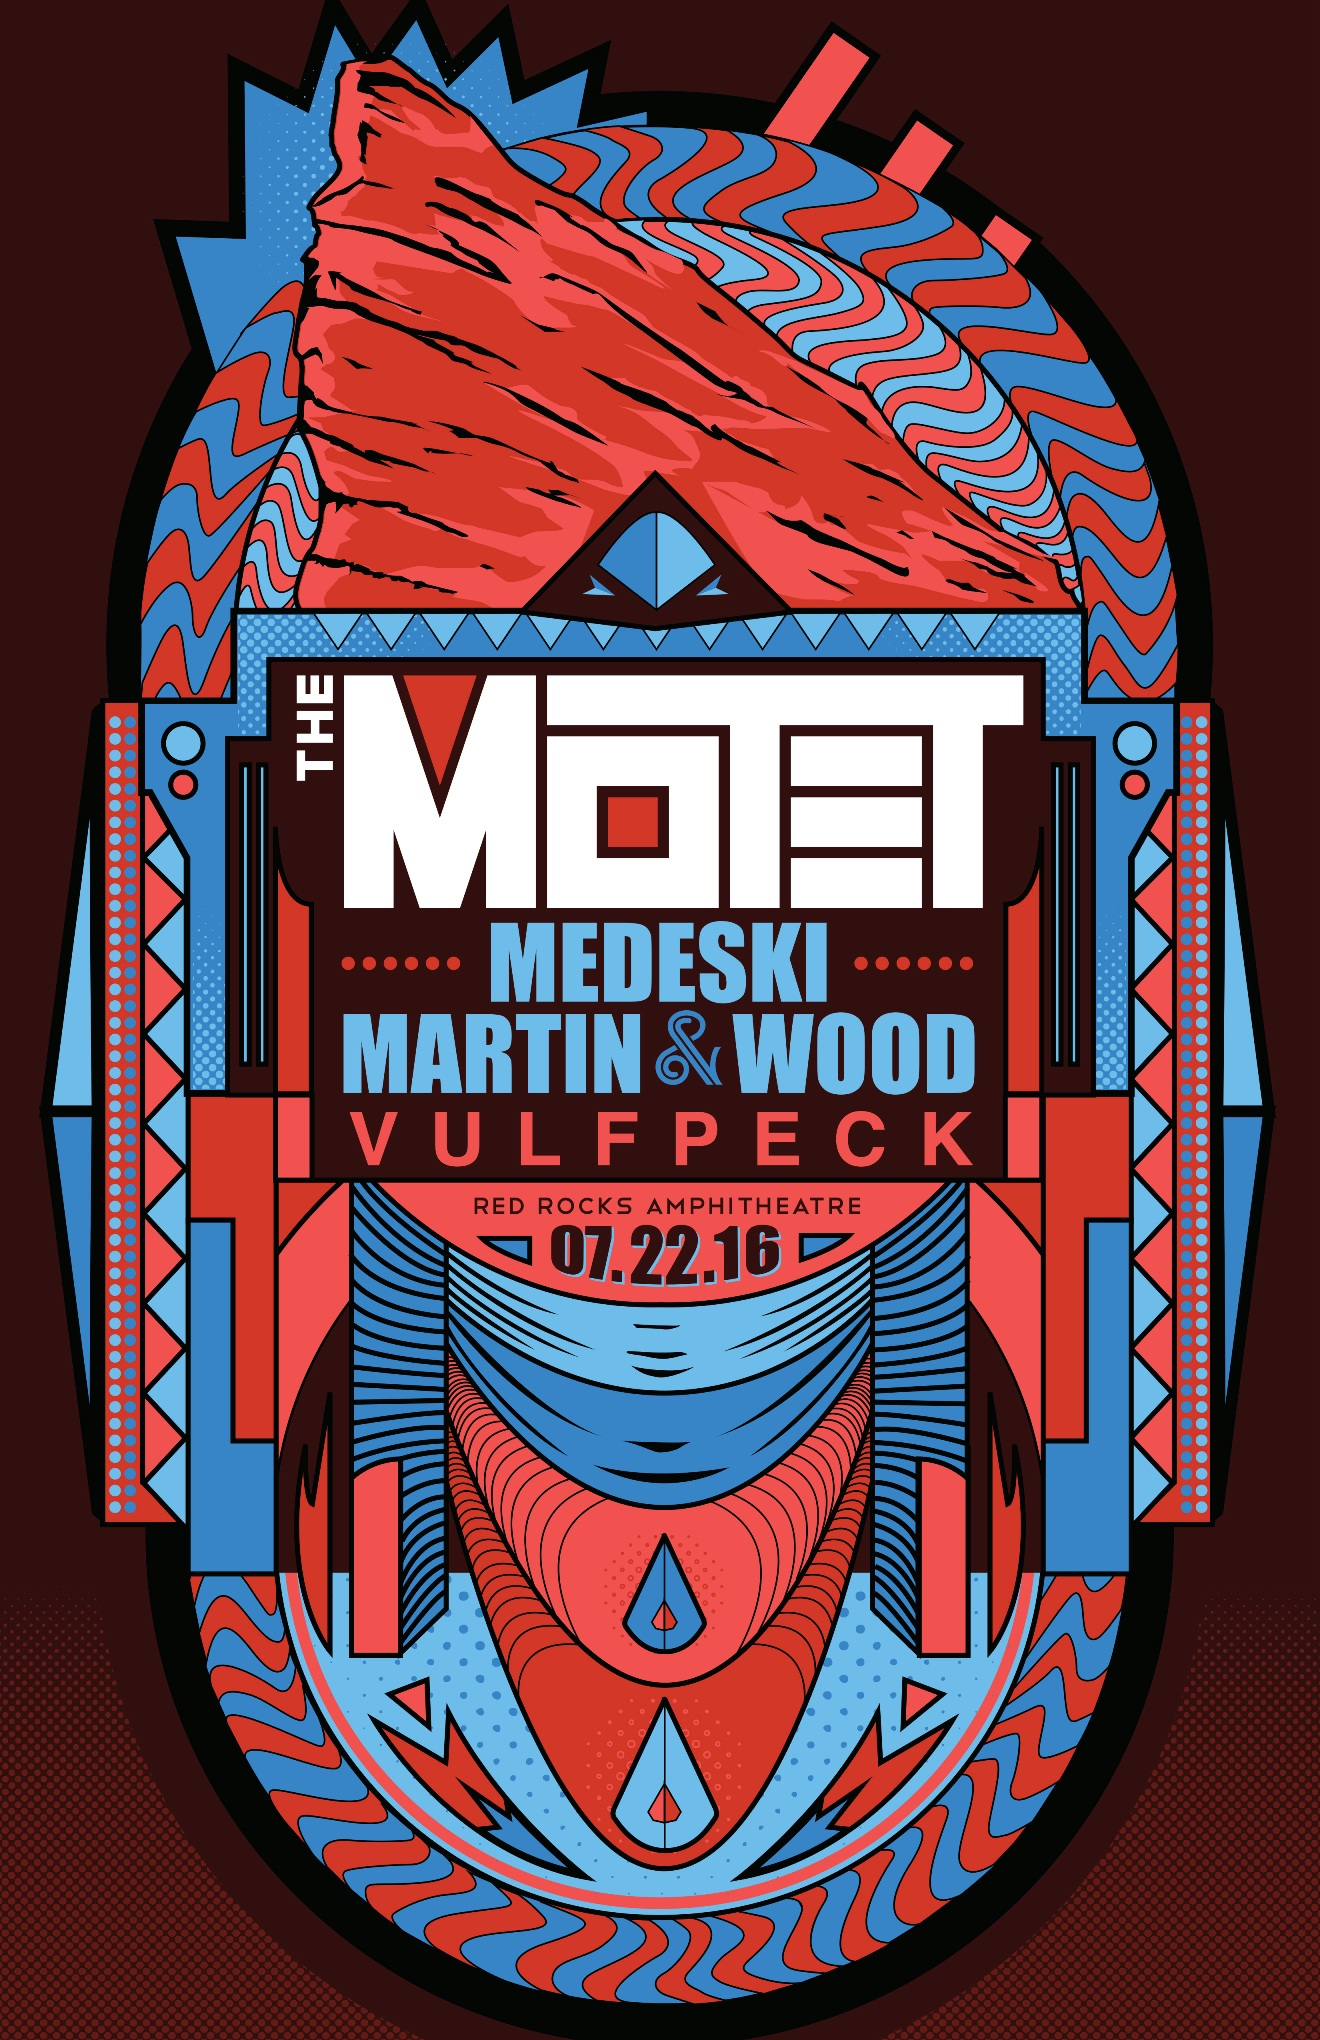 THE MOTET
MEDESKI
MARTIN & WOOD
VULFPECK
RED ROCKS AMPHITHEATRE
07.22.16